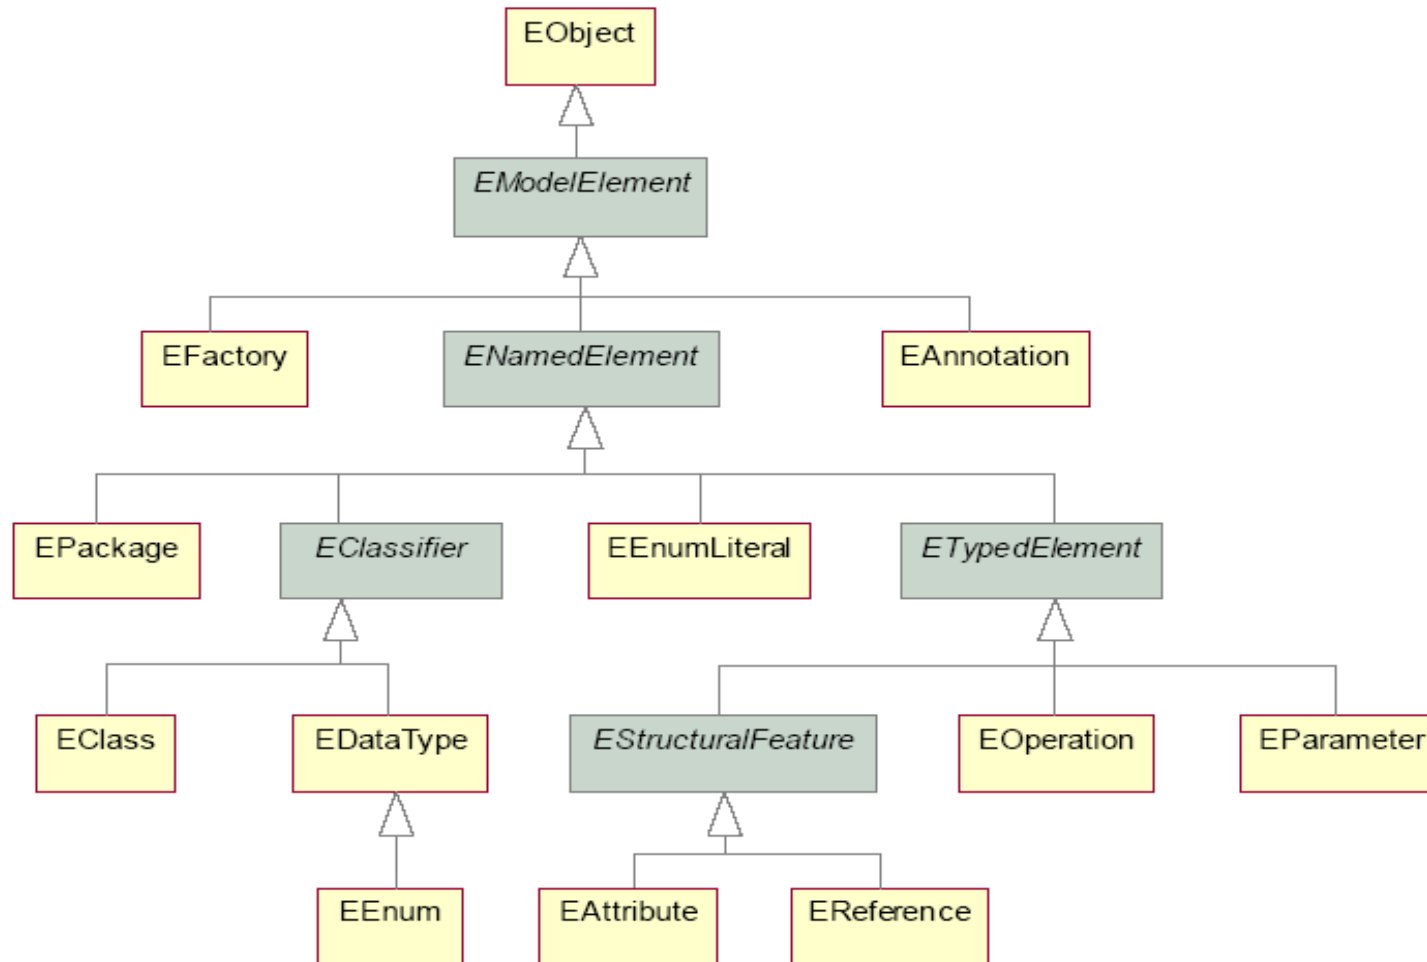 EObject
EModelElement
EFactory
ENamedElement
EAnnotation
EPackage
EClassifier
EEnumLiteral
ETypedElement
EClass
EDataType
EStructuralFeature
EOperation
EParameter
EEnum
EAttribute
EReference